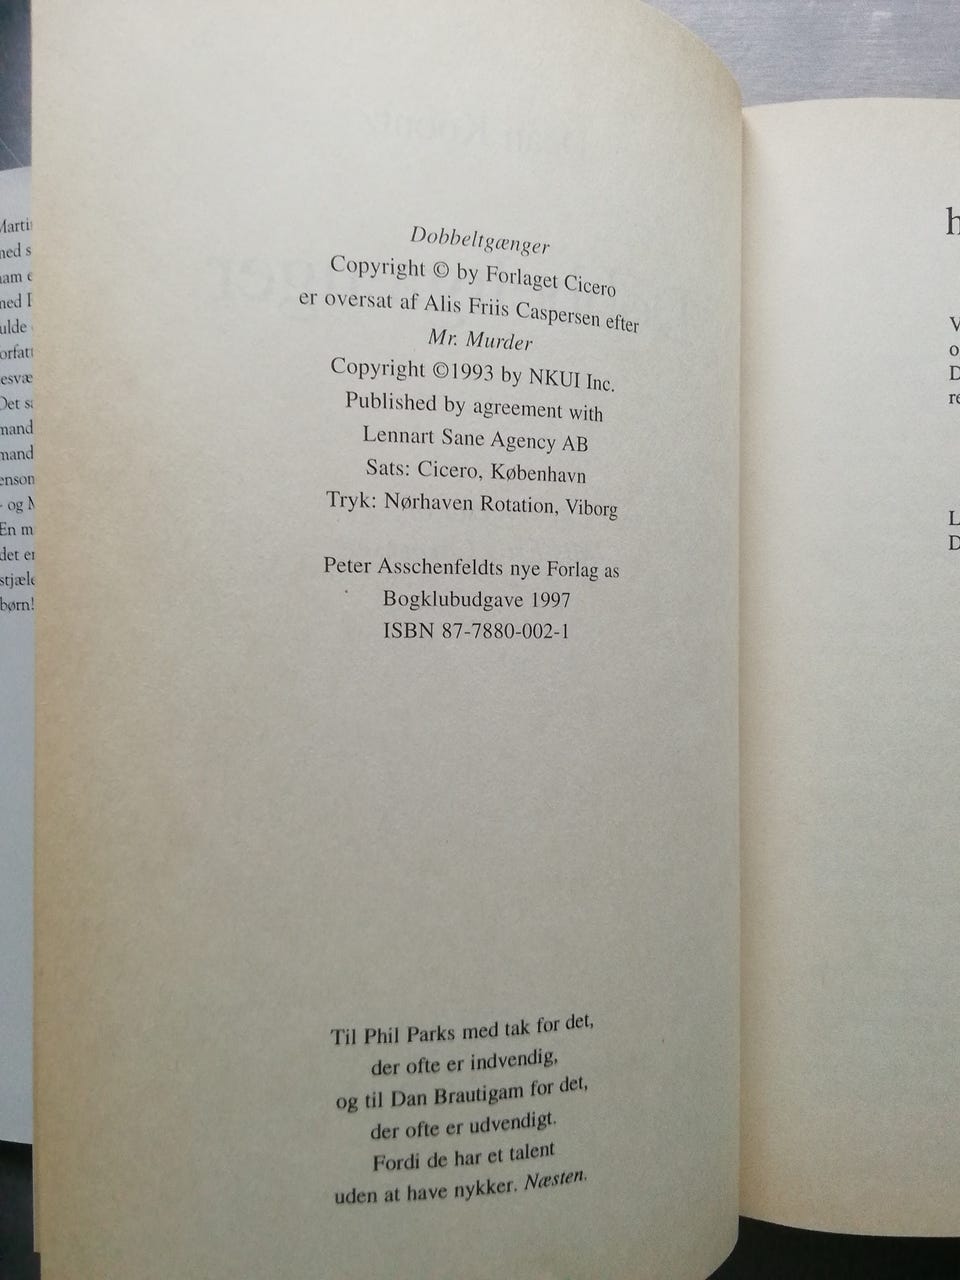 Dobbeltgænger
Copyright © by Forlaget Cicero
er oversat af Alis Friis Caspersen efter
Mr. Murder
Copyright ©1993 by NKUI Inc.
Published by agreement with
Lennart Sane Agency AB
Sats: Cicero, København
Tryk: Nørhaven Rotation, Viborg
Peter Asschenfeldts nye Forlag as
Bogklubudgave 1997
ISBN 87-7880-002-1
Til Phil Parks med tak for det,
der ofte er indvendig,
og til Dan Brautigam for det,
der ofte er udvendigt.
Fordi de har et talent
uden at have nykker. Næsten.